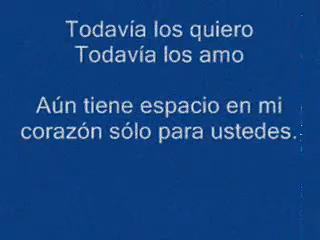 Todavía los quiero
Todavía los amo
Aún tiene espacio en mi
corazón sólo para ustedes.